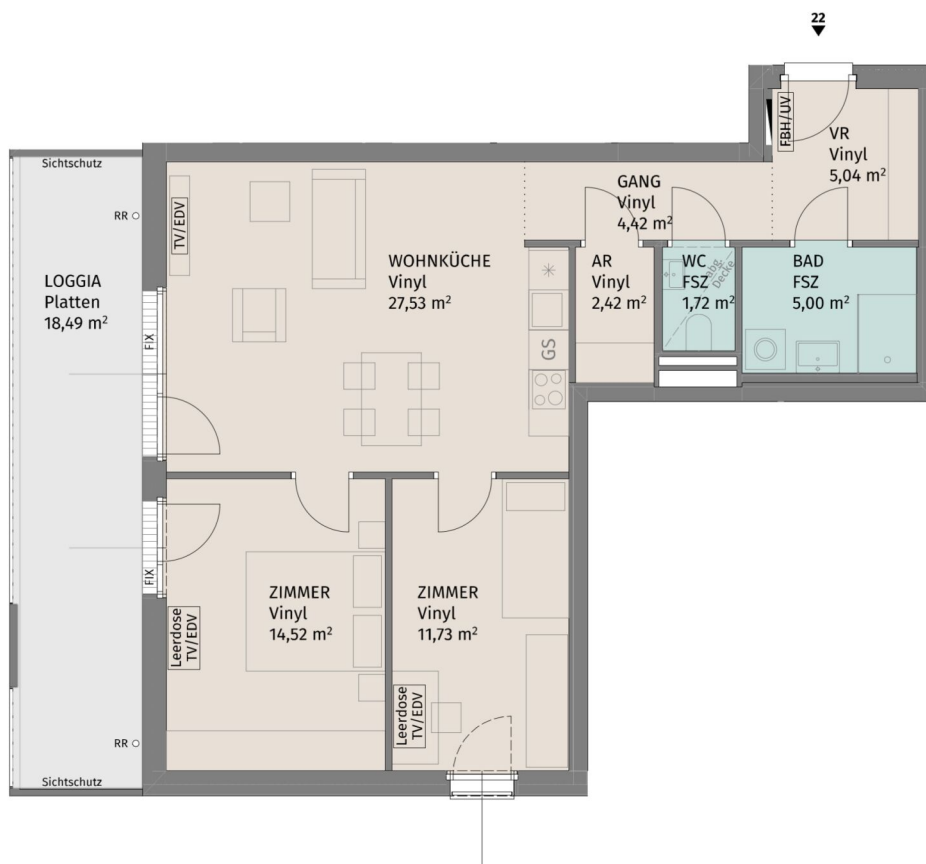 22
FBH/UV
VR
Vinyl
5,04 m²
Sichtschutz
GANG
Vinyl
4,42 m²
RR
TV/EDV
LOGGIA
Platten
18,49 m²
WOHNKÜCHE
Vinyl
27,53 m²
AR
Vinyl
2,42 m²
WC
FSZ
1,72 m²
abg.
Decke
BAD
FSZ
5,00 m²
FIX
GS
FIX
ZIMMER
Vinyl
14,52 m²
ZIMMER
Vinyl
11,73 m²
Leerdose
TV/EDV
Leerdose
TV/EDV
RR
Sichtschutz